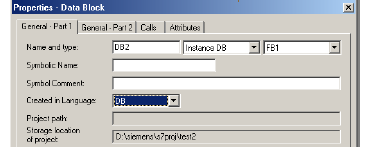 Properties - Data Block
General - Part 1 General - Part 2 Calls Attributes
Name and type: DB2 Instance DB FB1
Symbolic Name:
Symbol Comment:
Created in Language: DB
Project path:
Storage location
of project: D:\siemens\s7proj\test2